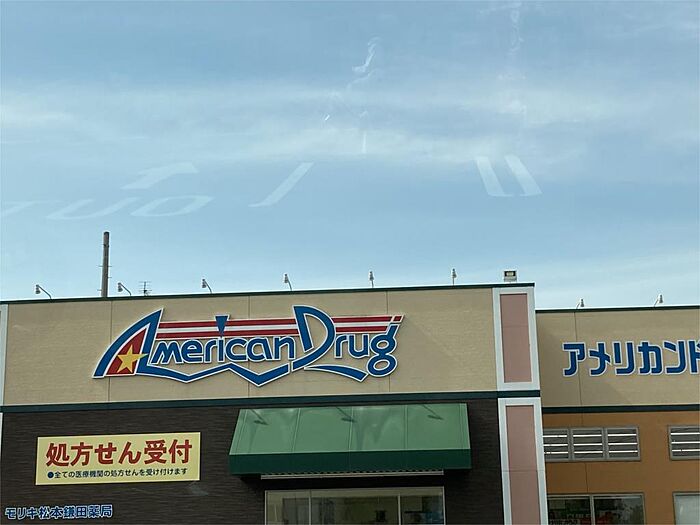 American Drug
アメリカンド
処方せん受付
●全ての医療機関の処方せんを受け付けます
モリキ松本鎌田薬局